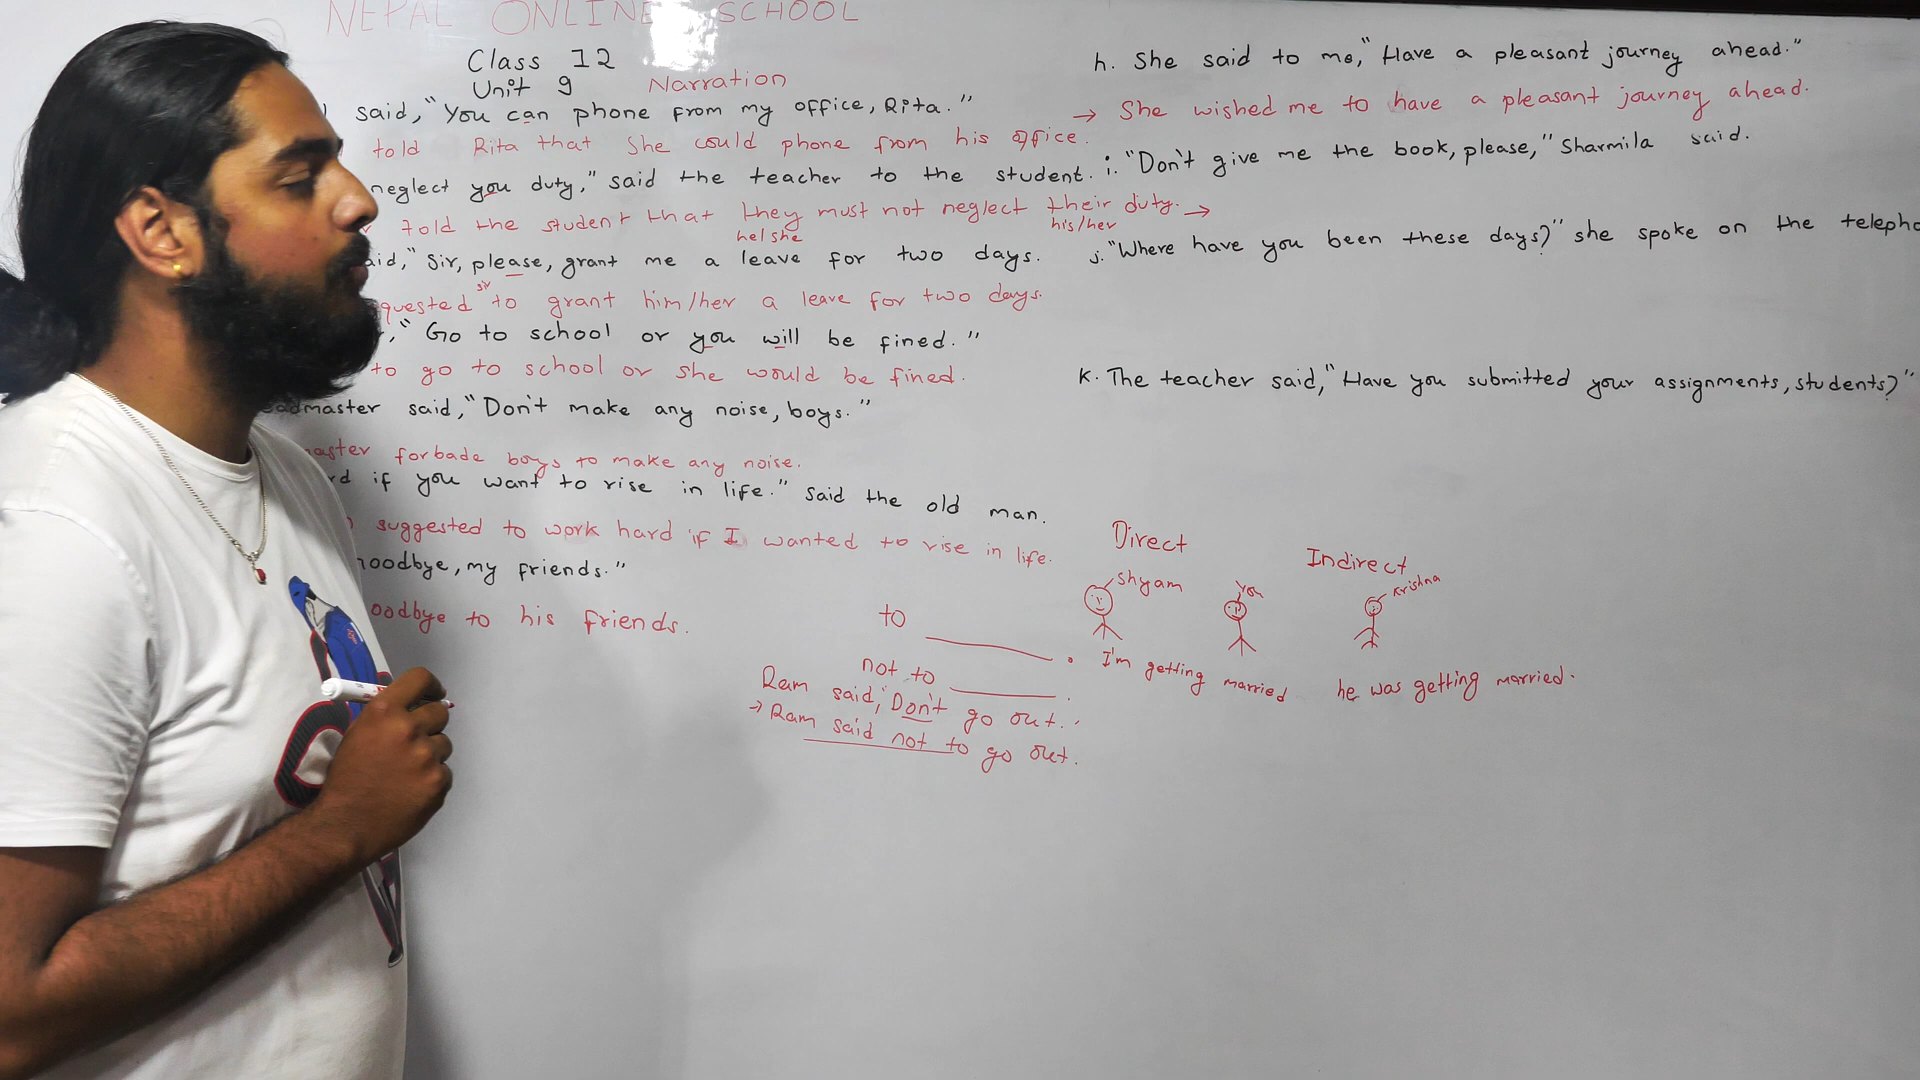 NEPAL ONLINE SCHOOL
Class 12
Unit 9 Narration
said, "You can phone from my office, Rita."
told Rita that she could phone from his office.
neglect you duty," said the teacher to the student.
told the student that they must not neglect their duty.
he/she his/her
aid," Sir, please, grant me a leave for two days.
sir
quested to grant him/her a leave for two days.
," Go to school or you will be fined."
to go to school or she would be fined.
admaster said, "Don't make any noise, boys."
master forbade boys to make any noise.
rd if you want to rise in life." said the old man.
suggested to work hard if I wanted to rise in life.
oodbye, my friends."
oodbye to his friends.
h. She said to me, "Have a pleasant journey ahead."
→ She wished me to have a pleasant journey ahead.
i. "Don't give me the book, please," Sharmila said.
→
j. "Where have you been these days?" she spoke on the telepho
k. The teacher said, "Have you submitted your assignments, students?"
Direct Indirect
Shyam You Krishna
I'm getting married he was getting married.
to ____.
not to ____.
Ram said, "Don't go out."
→ Ram said not to go out.